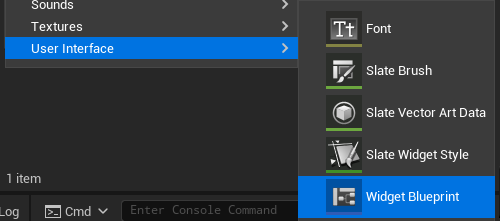 Sounds
Textures
User Interface
Font
Slate Brush
Slate Vector Art Data
Slate Widget Style
Widget Blueprint
1 item
Log
Cmd
Enter Console Command